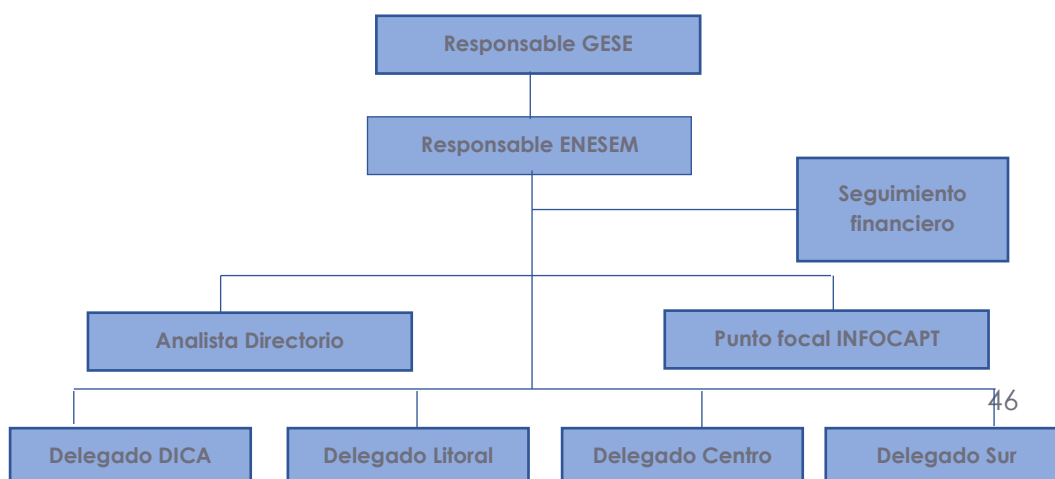 Responsable GESE
Responsable ENESEM
Seguimiento
financiero
Analista Directorio
Punto focal INFOCAPT
46
Delegado DICA
Delegado Litoral
Delegado Centro
Delegado Sur